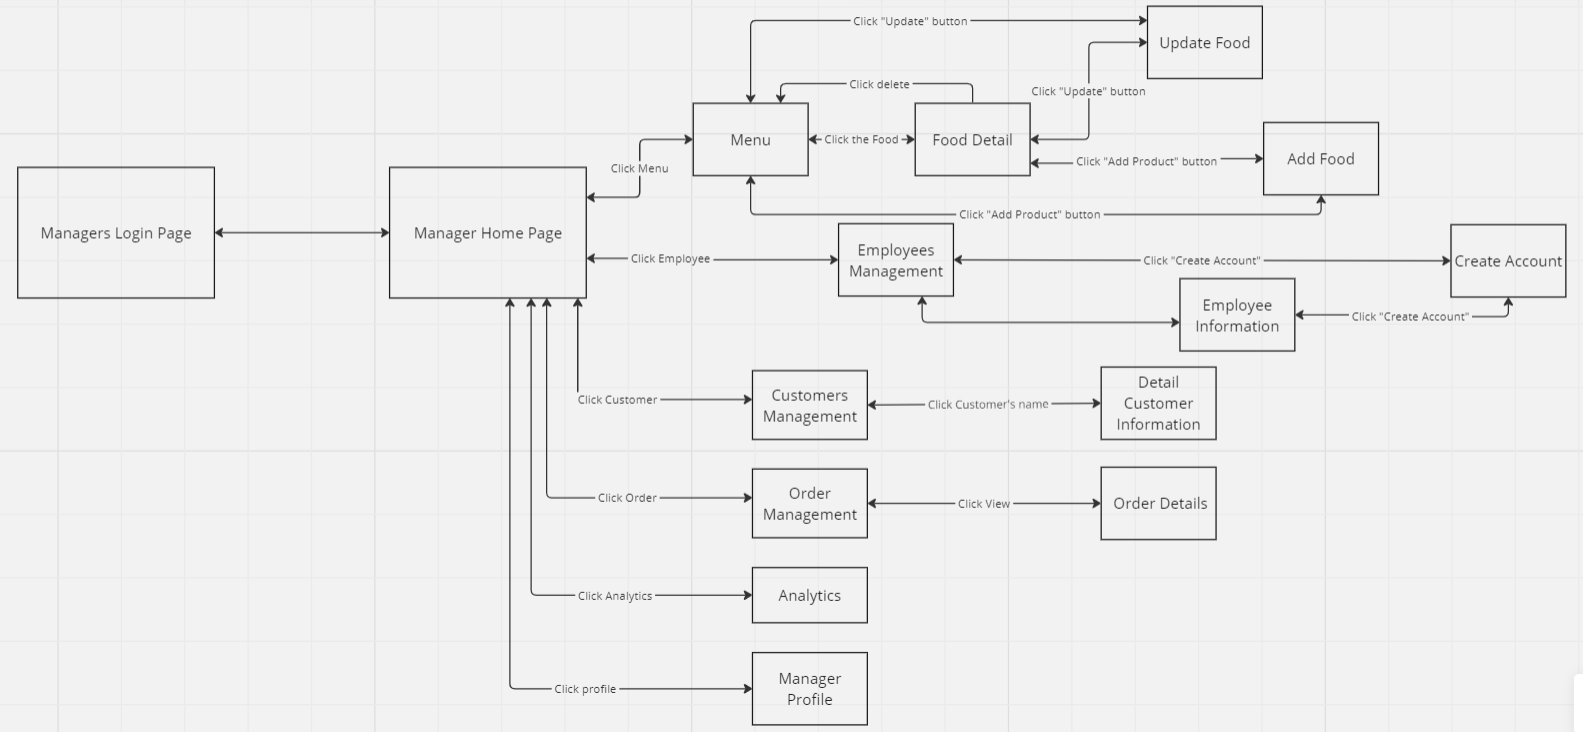 Click "Update" button
Update Food
Click delete
Click "Update" button
Menu
Click the Food
Food Detail
Click "Add Product" button
Add Food
Click Menu
Click "Add Product" button
Managers Login Page
Manager Home Page
Click Employee
Employees
Management
Click "Create Account"
Create Account
Employee
Information
Click "Create Account"
Click Customer
Customers
Management
Click Customer's name
Detail
Customer
Information
Click Order
Order
Management
Click View
Order Details
Click Analytics
Analytics
Click profile
Manager
Profile